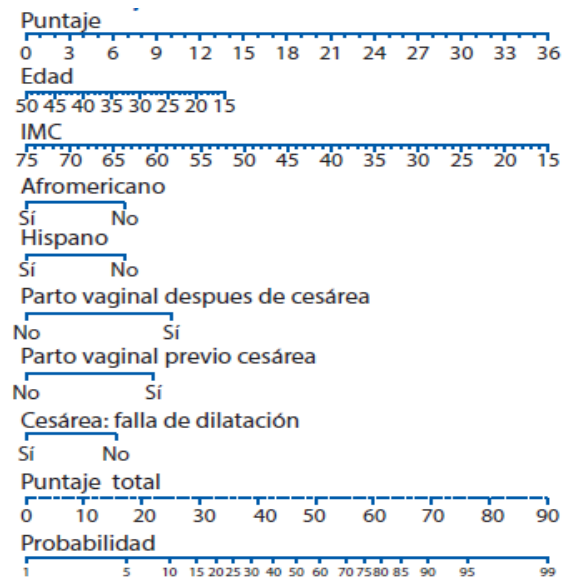 Puntaje
0 3 6 9 12 15 18 21 24 27 30 33 36
Edad
50 45 40 35 30 25 20 15
IMC
75 70 65 60 55 50 45 40 35 30 25 20 15
Afromericano
Sí No
Hispano
Sí No
Parto vaginal despues de cesárea
No Sí
Parto vaginal previo cesárea
No Sí
Cesárea: falla de dilatación
Sí No
Puntaje total
0 10 20 30 40 50 60 70 80 90
Probabilidad
1 5 10 15 20 25 30 40 50 60 70 75 80 85 90 95 99